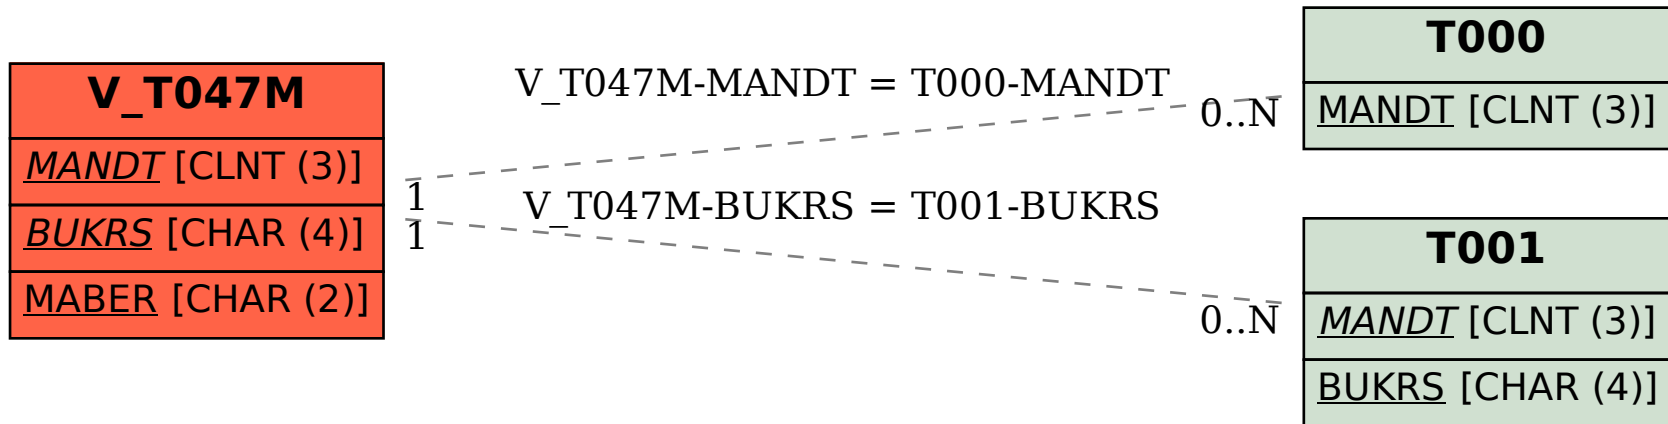 V_T047M
MANDT [CLNT (3)]
BUKRS [CHAR (4)]
MABER [CHAR (2)]
V_T047M-MANDT = T000-MANDT
0..N
1
V_T047M-BUKRS = T001-BUKRS
1
0..N
T000
MANDT [CLNT (3)]
T001
MANDT [CLNT (3)]
BUKRS [CHAR (4)]